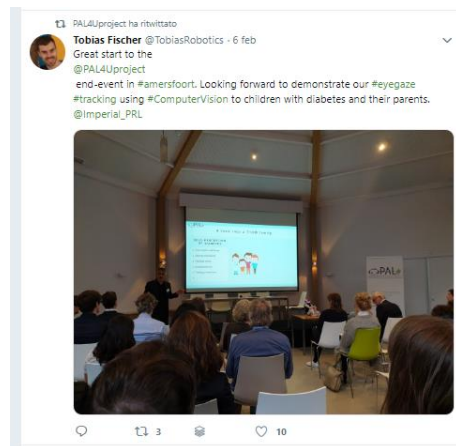 PAL4Uproject ha ritwittato
Tobias Fischer @TobiasRobotics · 6 feb
Great start to the
@PAL4Uproject
end-event in #amersfoort. Looking forward to demonstrate our #eyegaze
#tracking using #ComputerVision to children with diabetes and their parents.
@Imperial_PRL
PAL
3
10